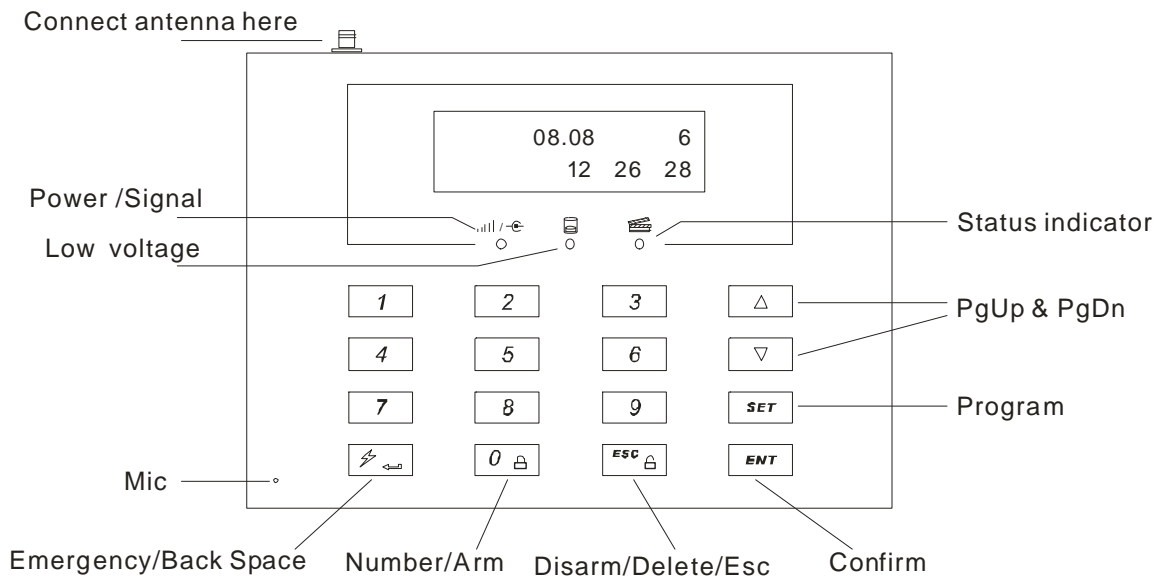 Connect antenna here
08.08 6
12 26 28
Power /Signal
Low voltage
Status indicator
1 2 3
PgUp & PgDn
4 5 6
7 8 9 SET
Program
0 ESC ENT
Mic
Emergency/Back Space Number/Arm Disarm/Delete/Esc Confirm